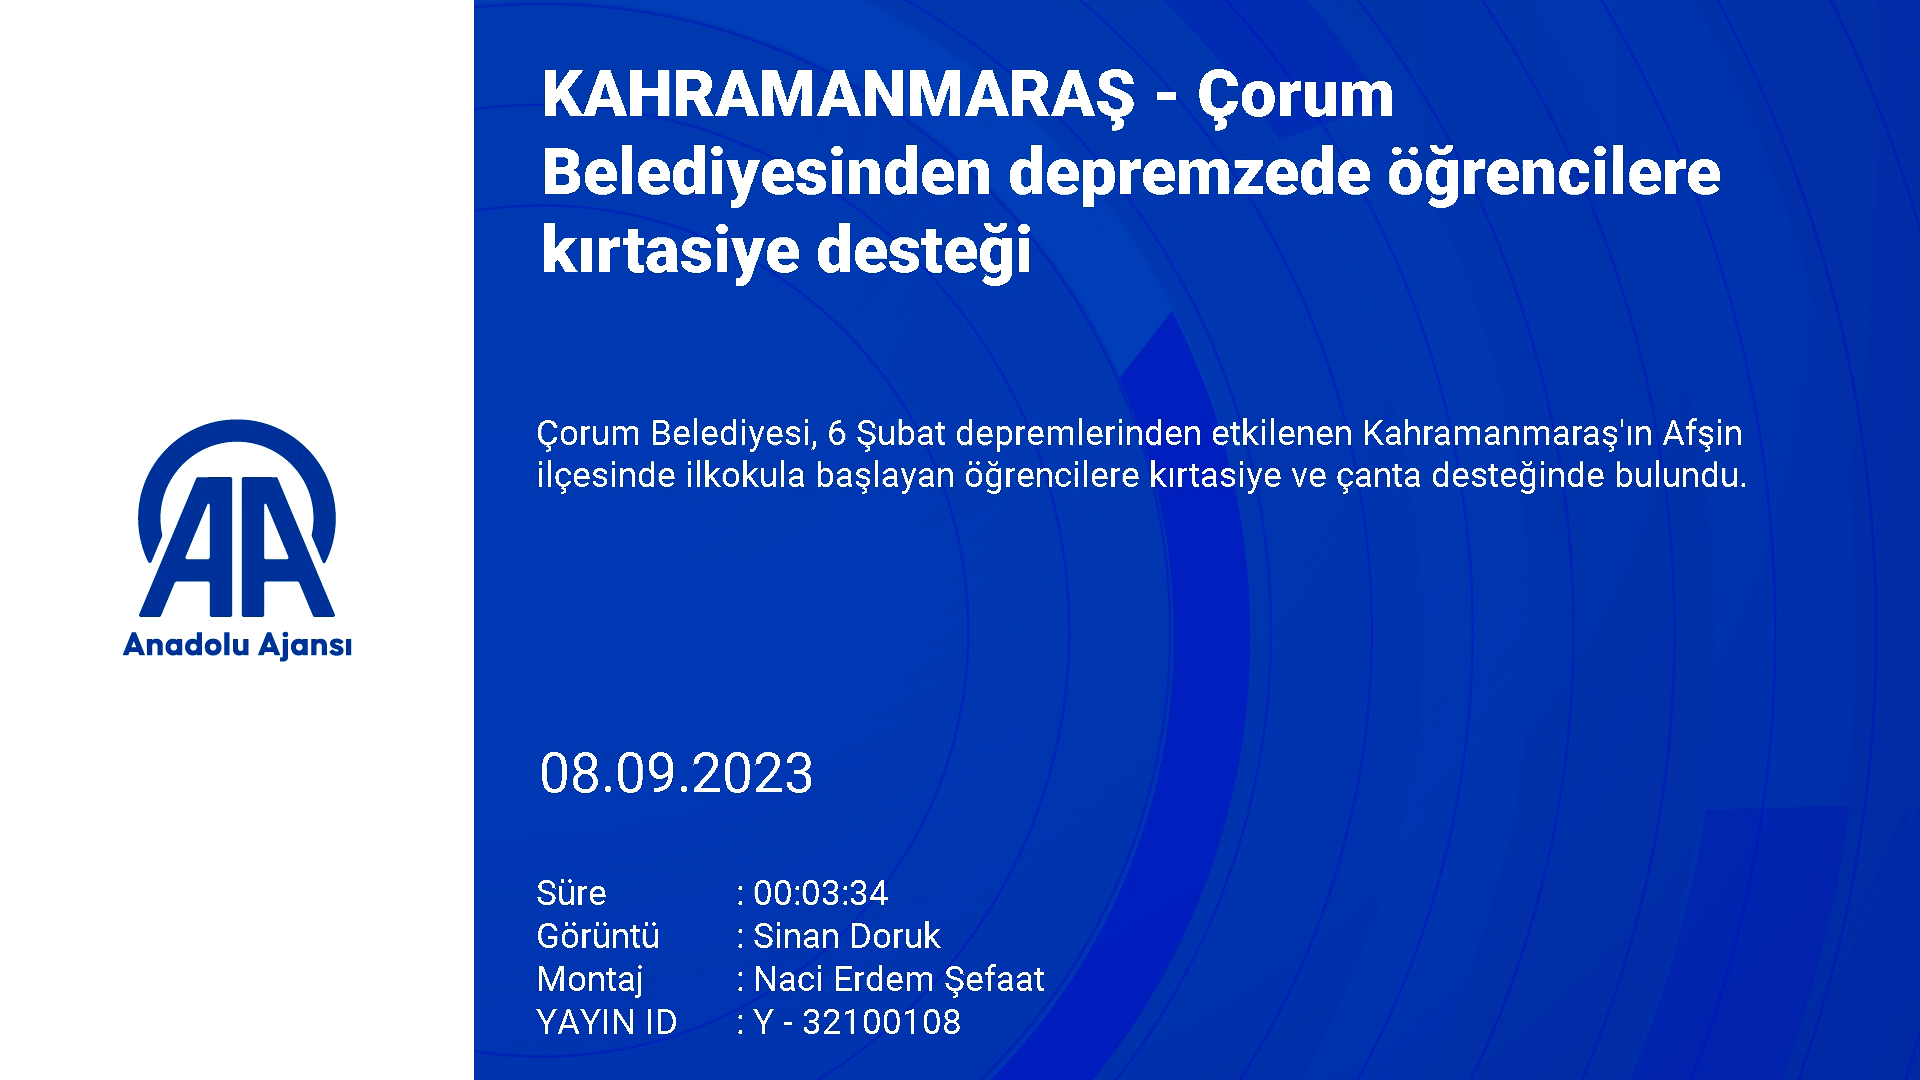 KAHRAMANMARAŞ - Çorum
Belediyesinden depremzede öğrencilere
kırtasiye desteği
Çorum Belediyesi, 6 Şubat depremlerinden etkilenen Kahramanmaraş'ın Afşin
ilçesinde ilkokula başlayan öğrencilere kırtasiye ve çanta desteğinde bulundu.
AA
Anadolu Ajansı
08.09.2023
Süre : 00:03:34
Görüntü : Sinan Doruk
Montaj : Naci Erdem Şefaat
YAYIN ID : Y - 32100108